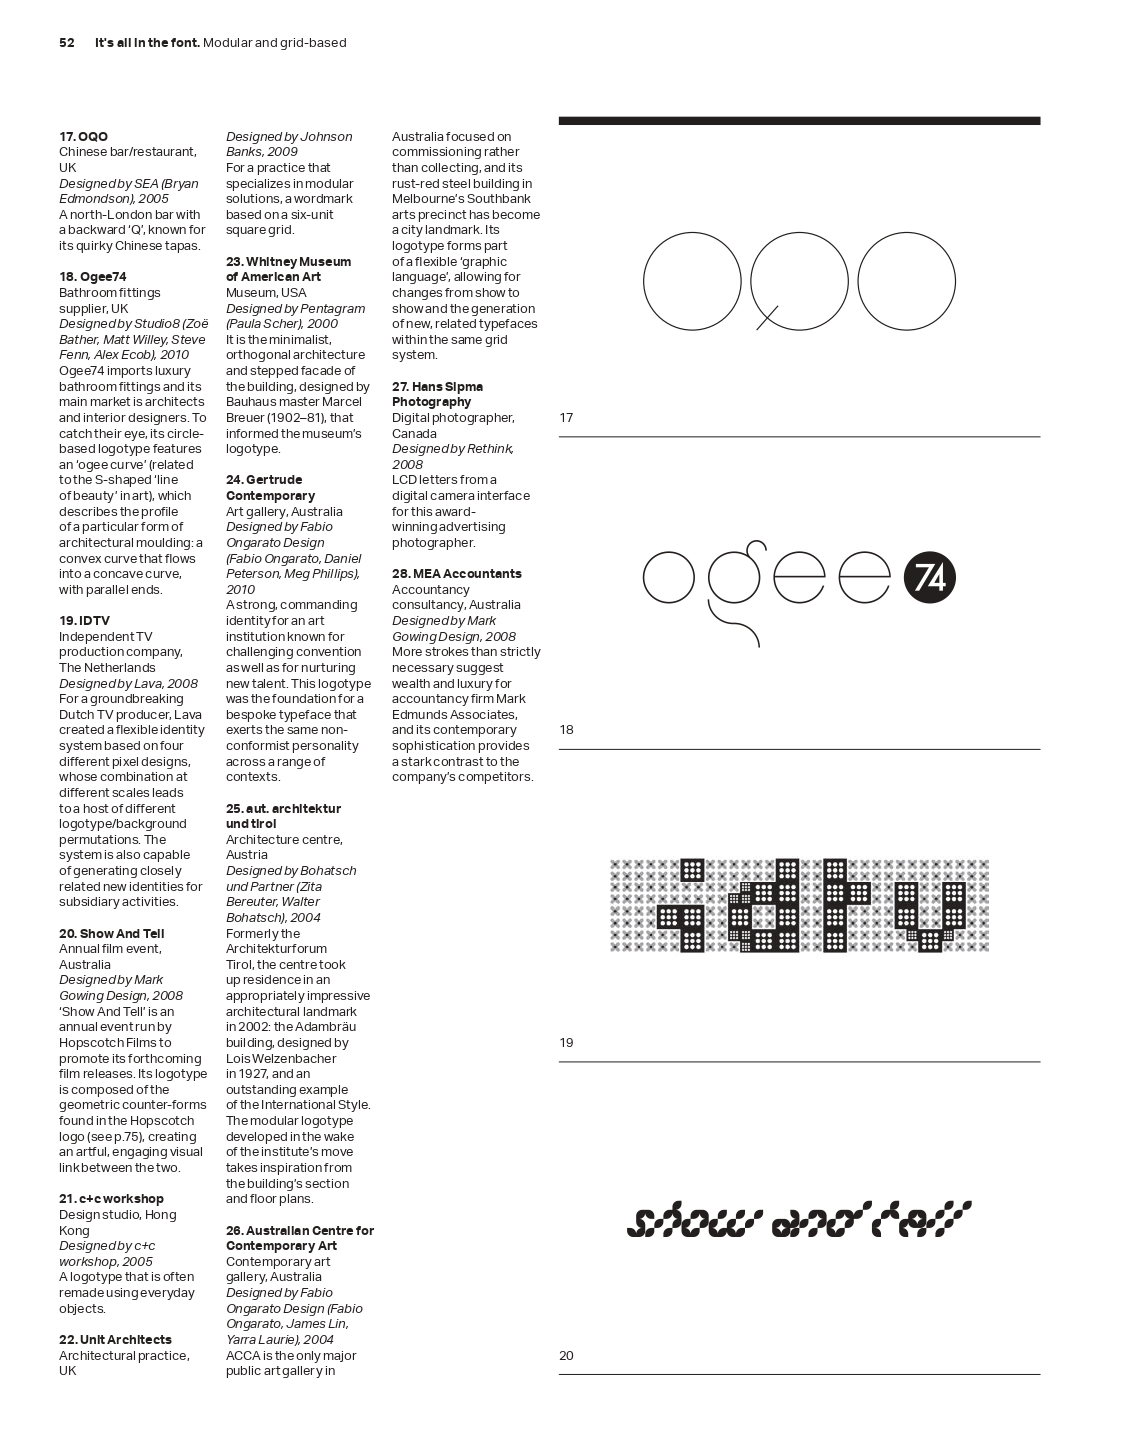 52 It's all in the font. Modular and grid-based
17. OQO
Chinese bar/restaurant,
UK
Designed by SEA (Bryan
Edmondson), 2005
A north-London bar with
a backward ‘Q’, known for
its quirky Chinese tapas.
18. Ogee74
Bathroom fittings
supplier, UK
Designed by Studio8 (Zoë
Bather, Matt Willey, Steve
Fenn, Alex Ecob), 2010
Ogee74 imports luxury
bathroom fittings and its
main market is architects
and interior designers. To
catch their eye, its circle-
based logotype features
an ‘ogee curve’ (related
to the S-shaped ‘line
of beauty’ in art), which
describes the profile
of a particular form of
architectural moulding: a
convex curve that flows
into a concave curve,
with parallel ends.
19. IDTV
Independent TV
production company,
The Netherlands
Designed by Lava, 2008
For a groundbreaking
Dutch TV producer, Lava
created a flexible identity
system based on four
different pixel designs,
whose combination at
different scales leads
to a host of different
logotype/background
permutations. The
system is also capable
of generating closely
related new identities for
subsidiary activities.
20. Show And Tell
Annual film event,
Australia
Designed by Mark
Gowing Design, 2008
‘Show And Tell’ is an
annual event run by
Hopscotch Films to
promote its forthcoming
film releases. Its logotype
is composed of the
geometric counter-forms
found in the Hopscotch
logo (see p.75), creating
an artful, engaging visual
link between the two.
21. c+c workshop
Design studio, Hong
Kong
Designed by c+c
workshop, 2005
A logotype that is often
remade using everyday
objects.
22. Unit Architects
Architectural practice,
UK
Designed by Johnson
Banks, 2009
For a practice that
specializes in modular
solutions, a wordmark
based on a six-unit
square grid.
23. Whitney Museum
of American Art
Museum, USA
Designed by Pentagram
(Paula Scher), 2000
It is the minimalist,
orthogonal architecture
and stepped facade of
the building, designed by
Bauhaus master Marcel
Breuer (1902–81), that
informed the museum’s
logotype.
24. Gertrude
Contemporary
Art gallery, Australia
Designed by Fabio
Ongarato Design
(Fabio Ongarato, Daniel
Peterson, Meg Phillips),
2010
A strong, commanding
identity for an art
institution known for
challenging convention
as well as for nurturing
new talent. This logotype
was the foundation for a
bespoke typeface that
exerts the same non-
conformist personality
across a range of
contexts.
25. aut. architektur
und tirol
Architecture centre,
Austria
Designed by Bohatsch
und Partner (Zita
Bereuter, Walter
Bohatsch), 2004
Formerly the
Architekturforum
Tirol, the centre took
up residence in an
appropriately impressive
architectural landmark
in 2002: the Adambräu
building, designed by
Lois Welzenbacher
in 1927, and an
outstanding example
of the International Style.
The modular logotype
developed in the wake
of the institute’s move
takes inspiration from
the building’s section
and floor plans.
26. Australian Centre for
Contemporary Art
Contemporary art
gallery, Australia
Designed by Fabio
Ongarato Design (Fabio
Ongarato, James Lin,
Yarra Laurie), 2004
ACCA is the only major
public art gallery in
Australia focused on
commissioning rather
than collecting, and its
rust-red steel building in
Melbourne’s Southbank
arts precinct has become
a city landmark. Its
logotype forms part
of a flexible ‘graphic
language’, allowing for
changes from show to
show and the generation
of new, related typefaces
within the same grid
system.
27. Hans Sipma
Photography
Digital photographer,
Canada
Designed by Rethink,
2008
LCD letters from a
digital camera interface
for this award-
winning advertising
photographer.
28. MEA Accountants
Accountancy
consultancy, Australia
Designed by Mark
Gowing Design, 2008
More strokes than strictly
necessary suggest
wealth and luxury for
accountancy firm Mark
Edmunds Associates,
and its contemporary
sophistication provides
a stark contrast to the
company’s competitors.
OQO
17
ogee74
18
idtv
19
show and tell
20